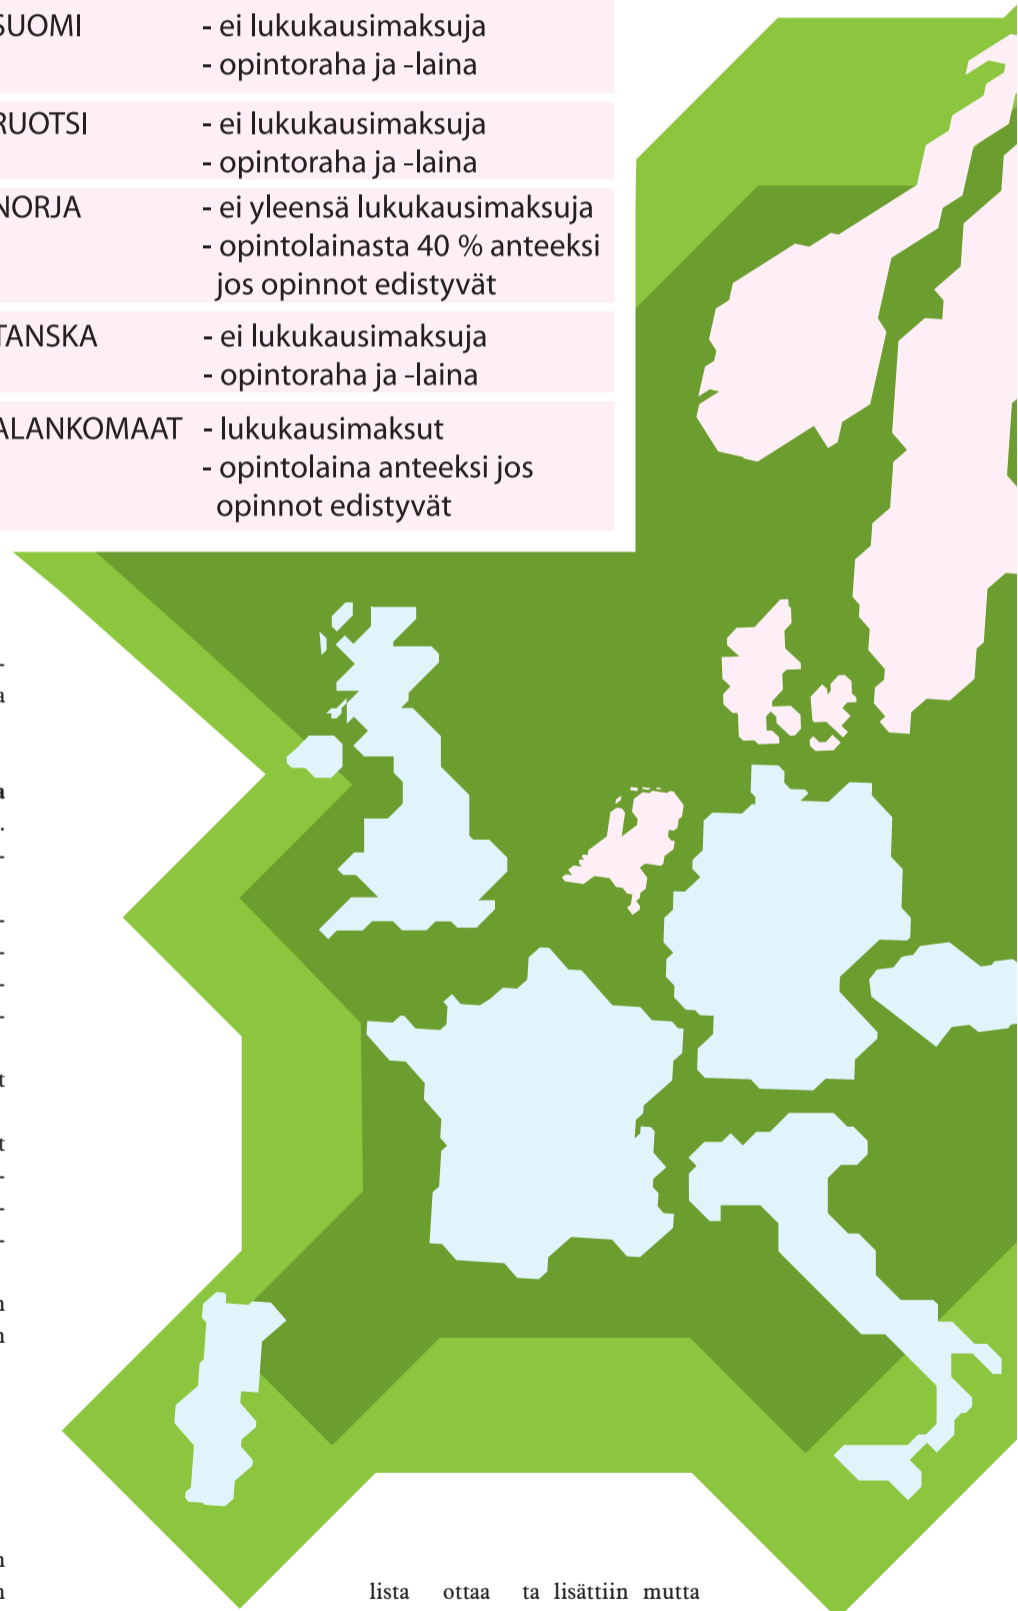 SUOMI - ei lukukausimaksuja
- opintoraha ja -laina
RUOTSI - ei lukukausimaksuja
- opintoraha ja -laina
NORJA - ei yleensä lukukausimaksuja
- opintolainasta 40 % anteeksi
jos opinnot edistyvät
TANSKA - ei lukukausimaksuja
- opintoraha ja -laina
ALANKOMAAT - lukukausimaksut
- opintolaina anteeksi jos
opinnot edistyvät
lista ottaa ta lisättiin mutta